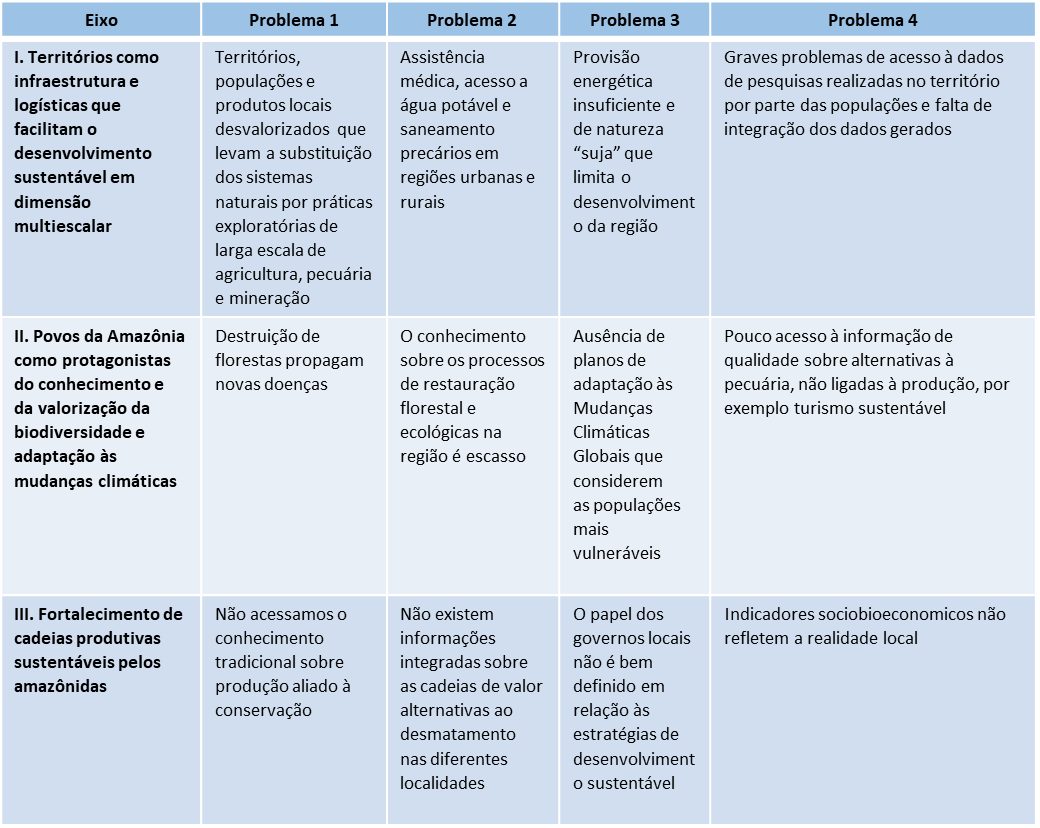 Eixo
Problema 1
Problema 2
Problema 3
Problema 4
I. Territórios como
infraestrutura e
logísticas que
facilitam o
desenvolvimento
sustentável em
dimensão
multiescalar
Territórios,
populações e
produtos locais
desvalorizados que
levam a substituição
dos sistemas
naturais por práticas
exploratórias de
larga escala de
agricultura, pecuária
e mineração
Assistência
médica, acesso a
água potável e
saneamento
precários em
regiões urbanas e
rurais
Provisão
energética
insuficiente e
de natureza
“suja” que
limita o
desenvolviment
o da região
Graves problemas de acesso à dados
de pesquisas realizadas no território
por parte das populações e falta de
integração dos dados gerados
II. Povos da Amazônia
como protagonistas
do conhecimento e
da valorização da
biodiversidade e
adaptação às
mudanças climáticas
Destruição de
florestas propagam
novas doenças
O conhecimento
sobre os processos
de restauração
florestal e
ecológicas na
região é escasso
Ausência de
planos de
adaptação às
Mudanças
Climáticas
Globais que
considerem
as populações
mais
vulneráveis
Pouco acesso à informação de
qualidade sobre alternativas à
pecuária, não ligadas à produção, por
exemplo turismo sustentável
III. Fortalecimento de
cadeias produtivas
sustentáveis pelos
amazônidas
Não acessamos o
conhecimento
tradicional sobre
produção aliado à
conservação
Não existem
informações
integradas sobre
as cadeias de valor
alternativas ao
desmatamento
nas diferentes
localidades
O papel dos
governos locais
não é bem
definido em
relação às
estratégias de
desenvolviment
o sustentável
Indicadores sociobioeconomicos não
refletem a realidade local